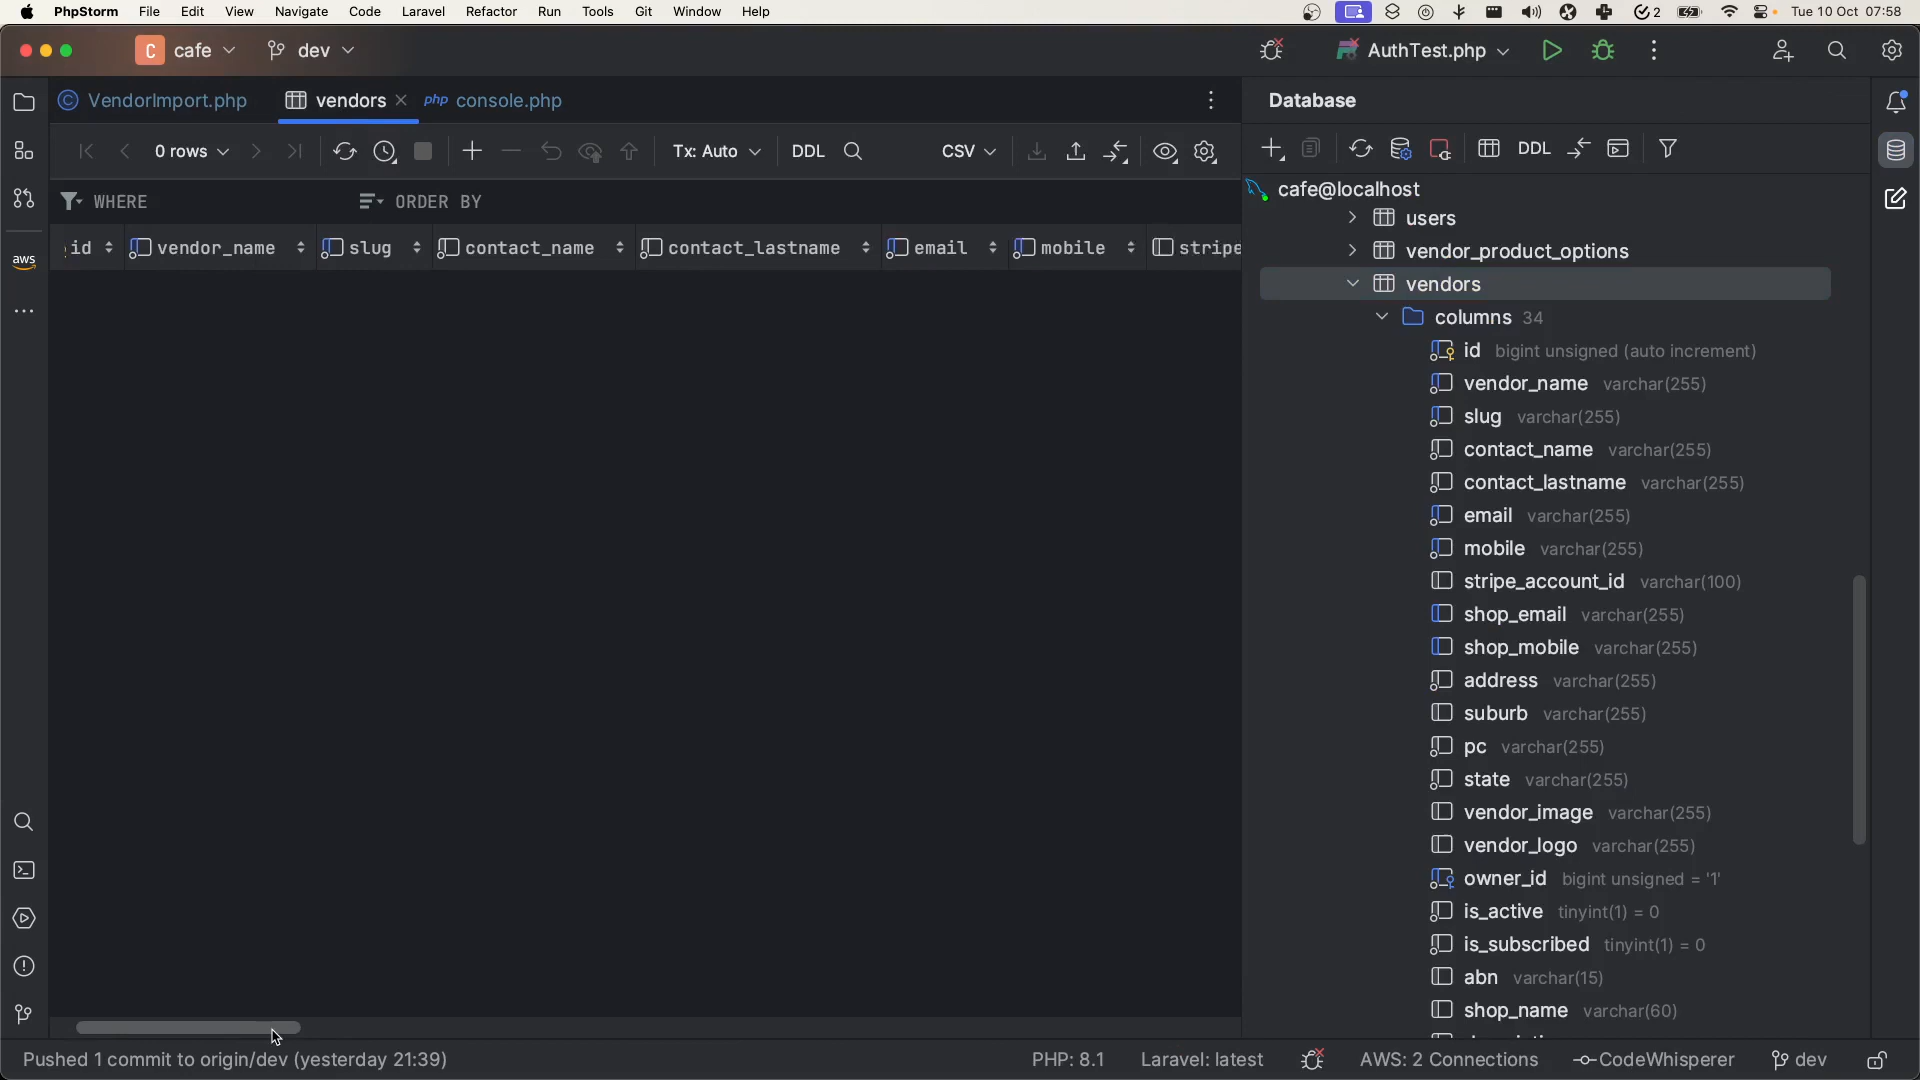 PhpStorm File Edit View Navigate Code Laravel Refactor Run Tools Git Window Help 2 Tue 10 Oct 07:58
C cafe dev AuthTest.php
C VendorImport.php vendors php console.php Database
0 rows Tx: Auto DDL CSV DDL
cafe@localhost
WHERE ORDER BY
id vendor_name slug contact_name contact_lastname email mobile stripe
aws
users
vendor_product_options
vendors
columns 34
id bigint unsigned (auto increment)
vendor_name varchar(255)
slug varchar(255)
contact_name varchar(255)
contact_lastname varchar(255)
email varchar(255)
mobile varchar(255)
stripe_account_id varchar(100)
shop_email varchar(255)
shop_mobile varchar(255)
address varchar(255)
suburb varchar(255)
pc varchar(255)
state varchar(255)
vendor_image varchar(255)
vendor_logo varchar(255)
owner_id bigint unsigned = '1'
is_active tinyint(1) = 0
is_subscribed tinyint(1) = 0
abn varchar(15)
shop_name varchar(60)
Pushed 1 commit to origin/dev (yesterday 21:39) PHP: 8.1 Laravel: latest AWS: 2 Connections CodeWhisperer dev